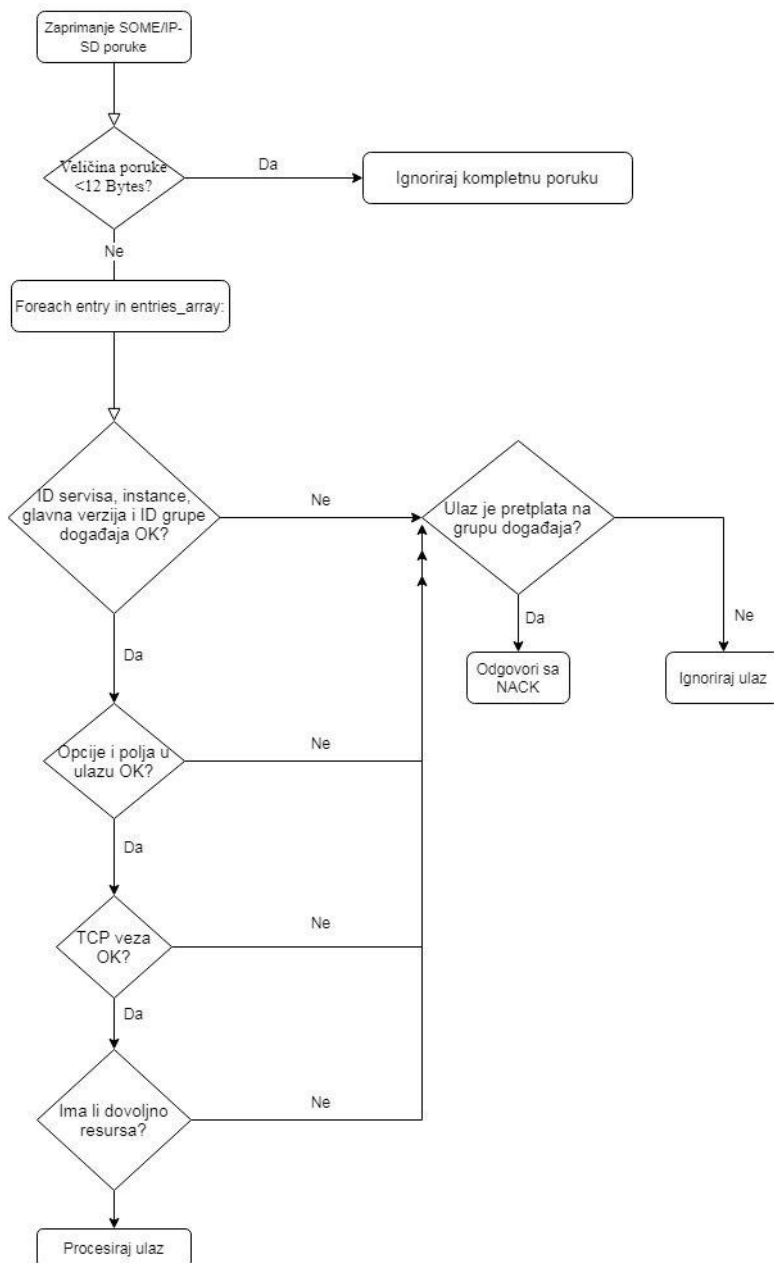 Zaprimanje SOME/IP-
SD poruke
Veličina poruke
<12 Bytes?
Da
Ignoriraj kompletnu poruku
Ne
Foreach entry in entries_array:
ID servisa, instance,
glavna verzija i ID grupe
događaja OK?
Ne
Ulaz je pretplata na
grupu događaja?
Da
Odgovori sa
NACK
Ne
Ignoriraj ulaz
Da
Opcije i polja u
ulazu OK?
Ne
Da
TCP veza
OK?
Ne
Da
Ima li dovoljno
resursa?
Ne
Procesiraj ulaz